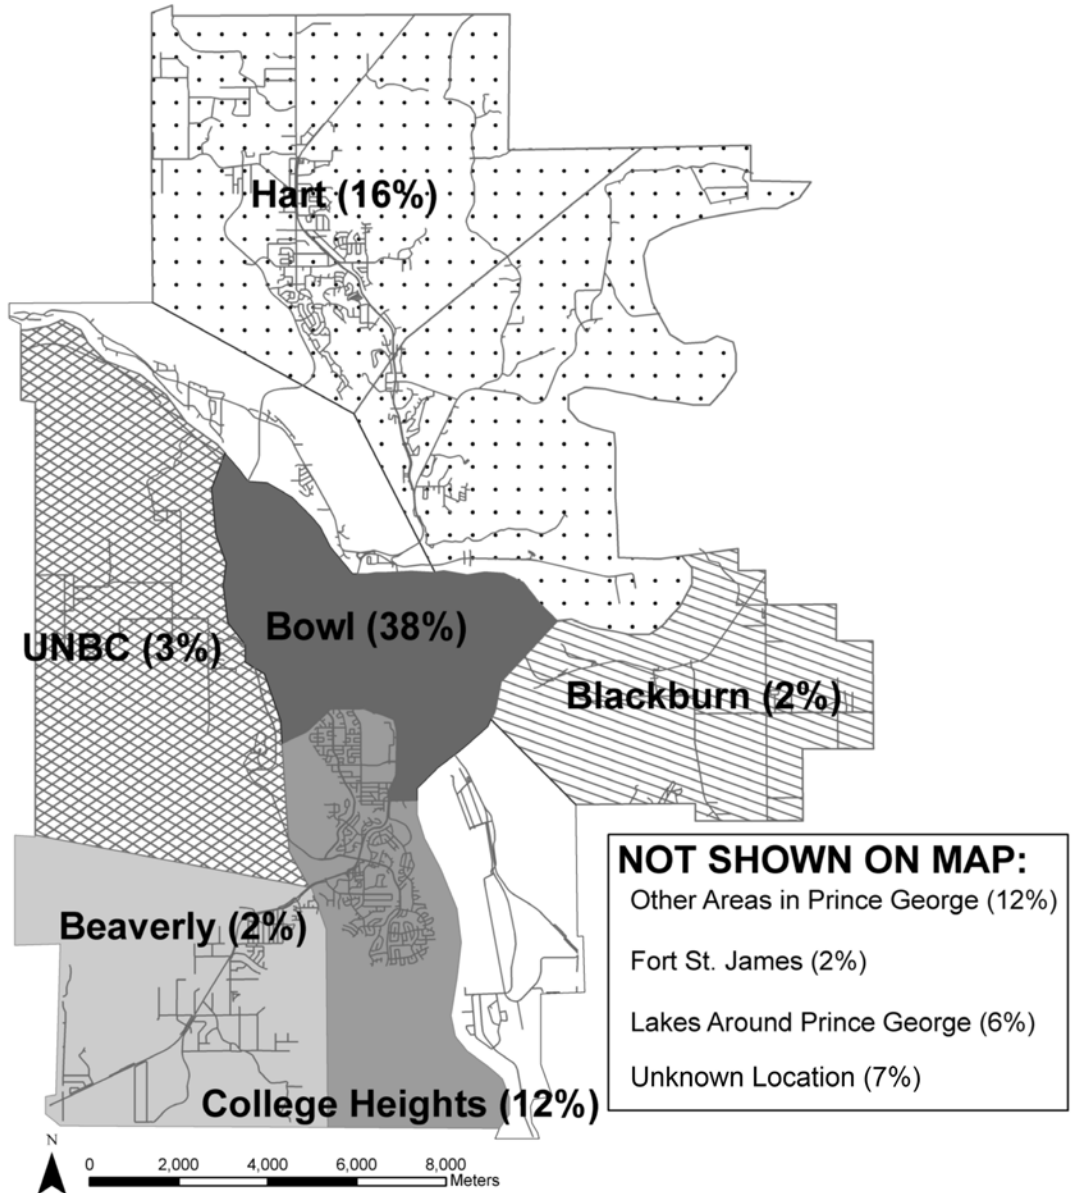 Hart (16%)
UNBC (3%)
Bowl (38%)
Blackburn (2%)
Beaverly (2%)
College Heights (12%)
NOT SHOWN ON MAP:
Other Areas in Prince George (12%)
Fort St. James (2%)
Lakes Around Prince George (6%)
Unknown Location (7%)
N
0 2,000 4,000 6,000 8,000
Meters